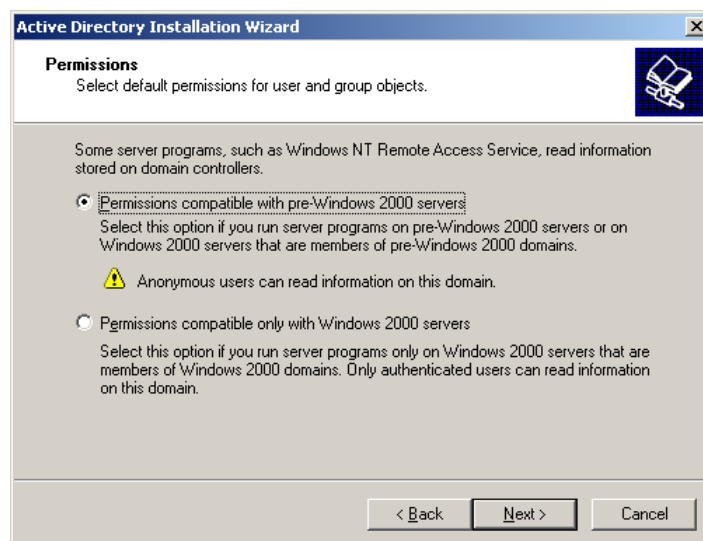 Active Directory Installation Wizard
Permissions
Select default permissions for user and group objects.
Some server programs, such as Windows NT Remote Access Service, read information
stored on domain controllers.
Permissions compatible with pre-Windows 2000 servers
Select this option if you run server programs on pre-Windows 2000 servers or on
Windows 2000 servers that are members of pre-Windows 2000 domains.
Anonymous users can read information on this domain.
Permissions compatible only with Windows 2000 servers
Select this option if you run server programs only on Windows 2000 servers that are
members of Windows 2000 domains. Only authenticated users can read information
on this domain.
< Back Next > Cancel